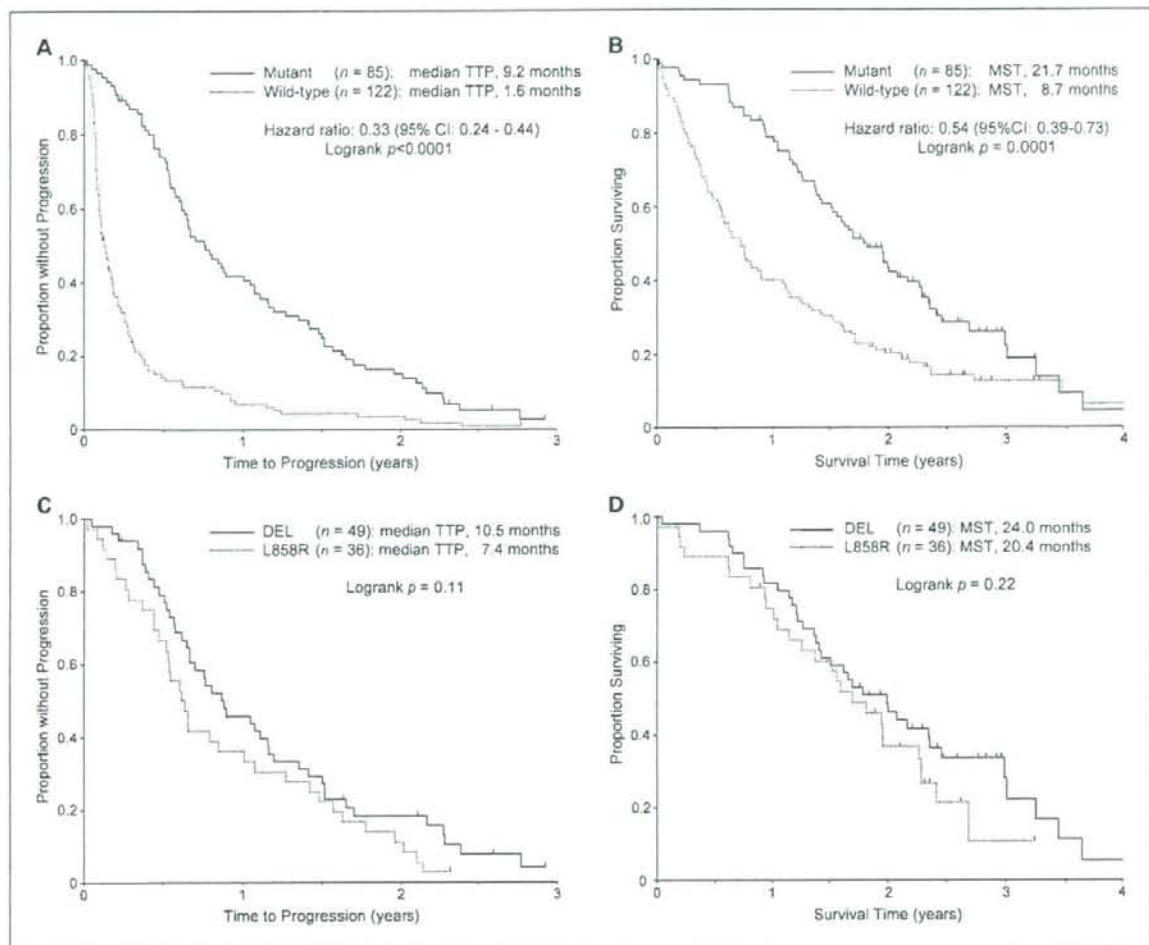 A
1.0
0.8
0.6
0.4
0.2
0
0
1
2
3
Proportion without Progression
Time to Progression (years)
Mutant (n = 85): median TTP, 9.2 months
Wild-type (n = 122): median TTP, 1.6 months
Hazard ratio: 0.33 (95% CI: 0.24 - 0.44)
Logrank p<0.0001
B
1.0
0.8
0.6
0.4
0.2
0
0
1
2
3
4
Proportion Surviving
Survival Time (years)
Mutant (n = 85): MST, 21.7 months
Wild-type (n = 122): MST, 8.7 months
Hazard ratio: 0.54 (95%CI: 0.39-0.73)
Logrank p = 0.0001
C
1.0
0.8
0.6
0.4
0.2
0
0
1
2
3
Proportion without Progression
Time to Progression (years)
DEL (n = 49): median TTP, 10.5 months
L858R (n = 36): median TTP, 7.4 months
Logrank p = 0.11
D
1.0
0.8
0.6
0.4
0.2
0
0
1
2
3
4
Proportion Surviving
Survival Time (years)
DEL (n = 49): MST, 24.0 months
L858R (n = 36): MST, 20.4 months
Logrank p = 0.22